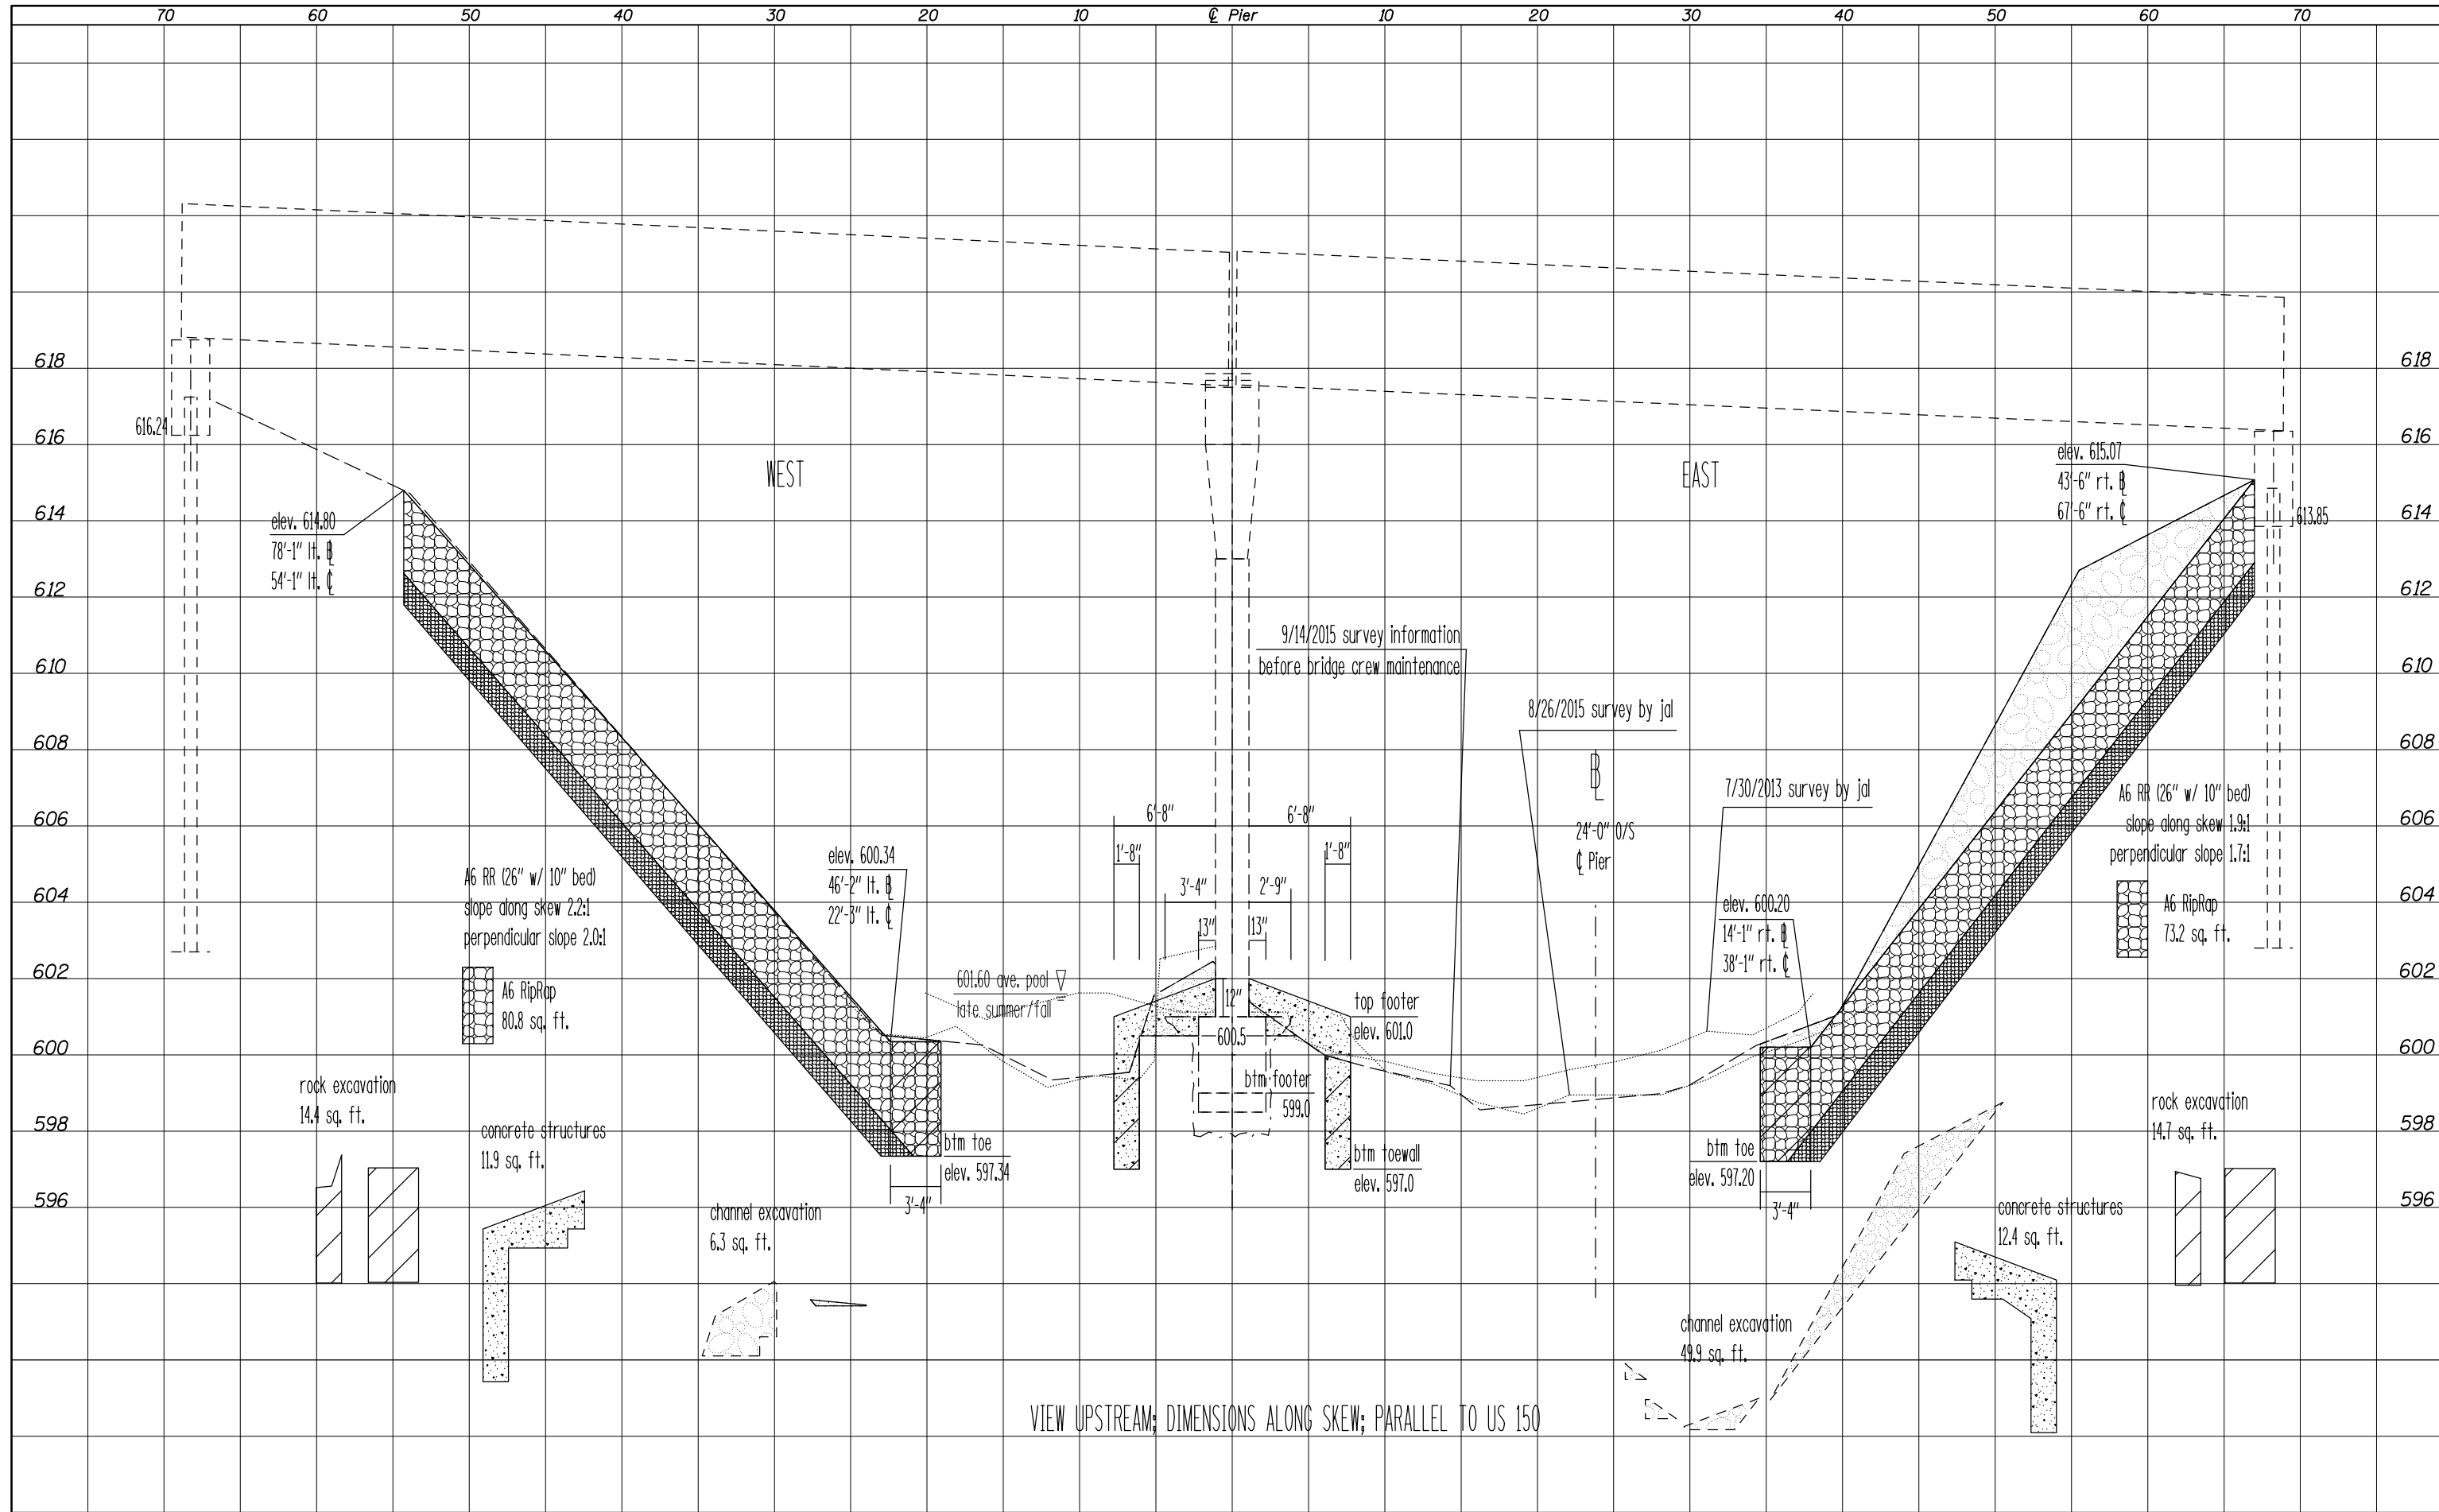 70 60 50 40 30 20 10 ℄ Pier 10 20 30 40 50 60 70
618 618
616.24
616 616
WEST
EAST
elev. 615.07
43'-6" rt. B̲L
67'-6" rt. ℄
elev. 614.80
78'-1" lt. B̲L
54'-1" lt. ℄
614 614
613.85
612 612
9/14/2015 survey information
before bridge crew maintenance
610 610
8/26/2015 survey by jal
608 608
B̲L
24'-0" O/S
℄ Pier
7/30/2013 survey by jal
A6 RR (26" w/ 10" bed)
slope along skew 1.9:1
perpendicular slope 1.7:1
606 606
6'-8" 6'-8"
1'-8" 1'-8"
elev. 600.34
46'-2" lt. B̲L
22'-3" lt. ℄
A6 RR (26" w/ 10" bed)
slope along skew 2.2:1
perpendicular slope 2.0:1
3'-4" 2'-9"
13" 13"
604 604
elev. 600.20
14'-1" rt. B̲L
38'-1" rt. ℄
A6 RipRap
73.2 sq. ft.
602 602
601.60 ave. pool
late summer/fall
A6 RipRap
80.8 sq. ft.
12"
top footer
elev. 601.0
600.5
600 600
btm footer
599.0
rock excavation
14.4 sq. ft.
rock excavation
14.7 sq. ft.
598 598
concrete structures
11.9 sq. ft.
btm toe
elev. 597.34
btm toewall
elev. 597.0
btm toe
elev. 597.20
3'-4" 3'-4"
596 596
channel excavation
6.3 sq. ft.
concrete structures
12.4 sq. ft.
channel excavation
49.9 sq. ft.
VIEW UPSTREAM; DIMENSIONS ALONG SKEW; PARALLEL TO US 150